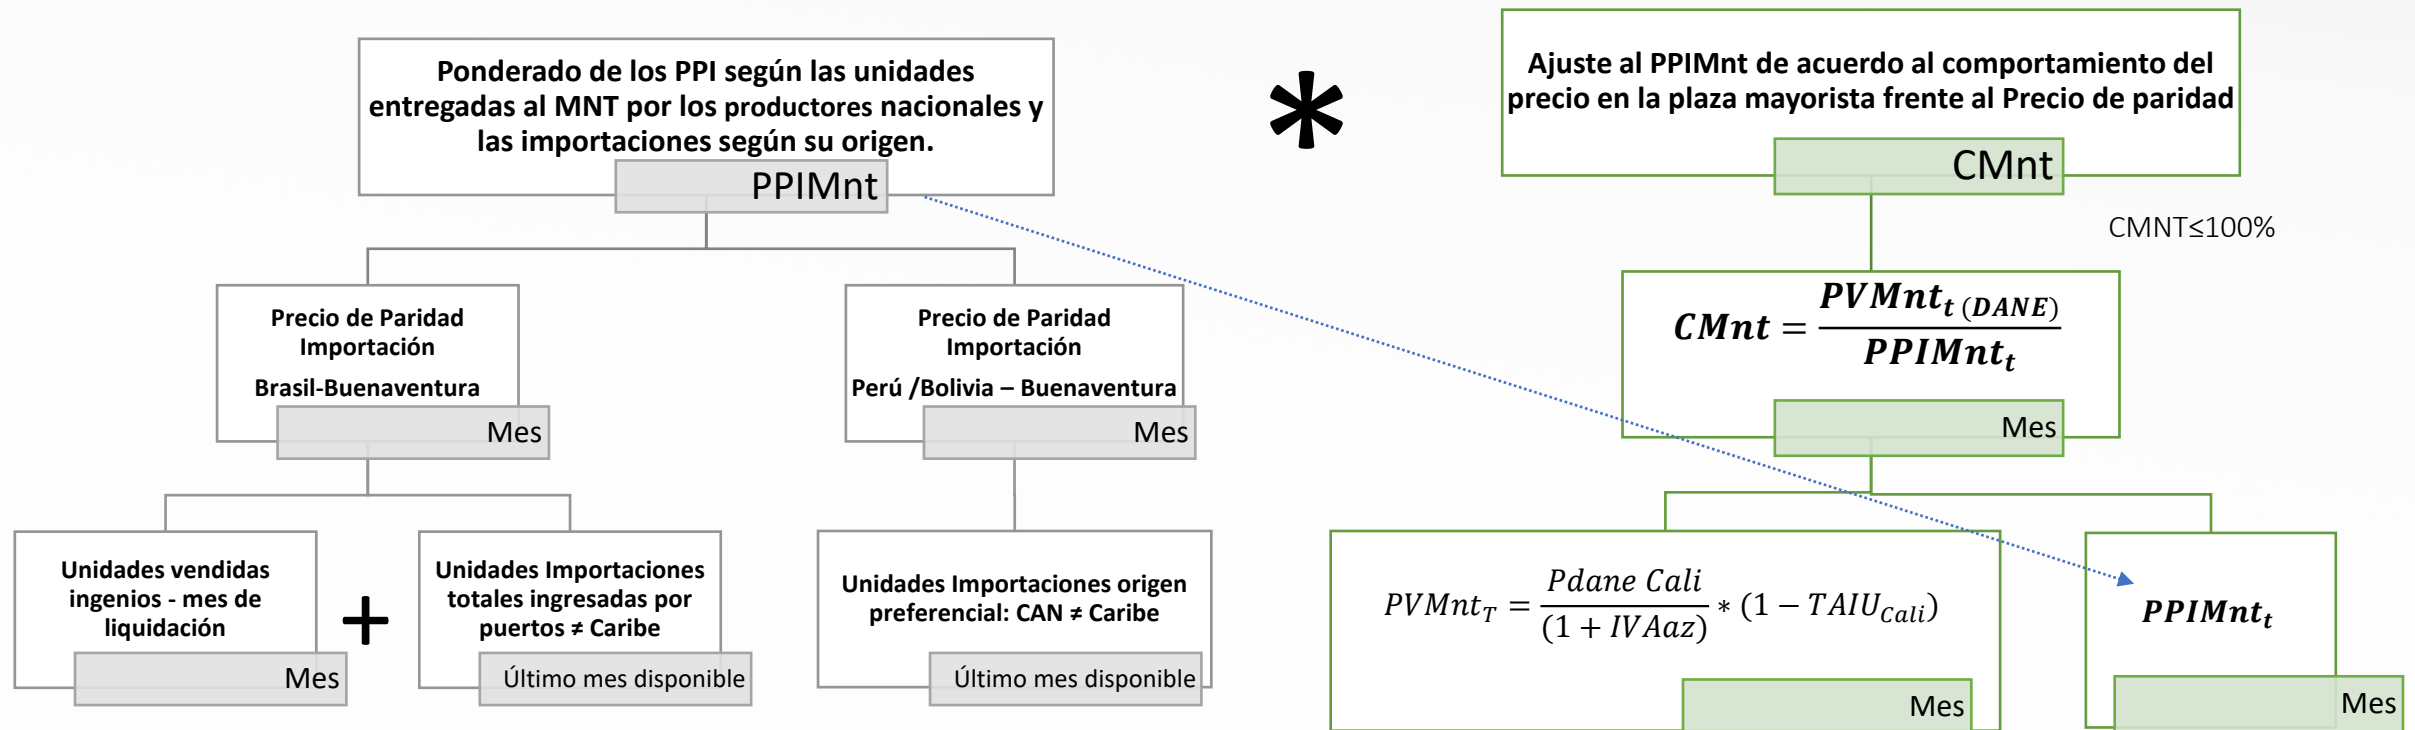 Ponderado de los PPI según las unidades
entregadas al MNT por los productores nacionales y
las importaciones según su origen.
PPIMnt
*
Ajuste al PPIMnt de acuerdo al comportamiento del
precio en la plaza mayorista frente al Precio de paridad
CMnt
CMNT≤100%
Precio de Paridad
Importación
Brasil-Buenaventura
Mes
Precio de Paridad
Importación
Perú /Bolivia – Buenaventura
Mes
CMnt = PVMnt_t (DANE) / PPIMnt_t
Mes
Unidades vendidas
ingenios - mes de
liquidación
Mes
+
Unidades Importaciones
totales ingresadas por
puertos ≠ Caribe
Último mes disponible
Unidades Importaciones origen
preferencial: CAN ≠ Caribe
Último mes disponible
PVMnt_T = Pdane Cali / (1 + IVAaz) * (1 − TAIU_Cali)
Mes
PPIMnt_t
Mes